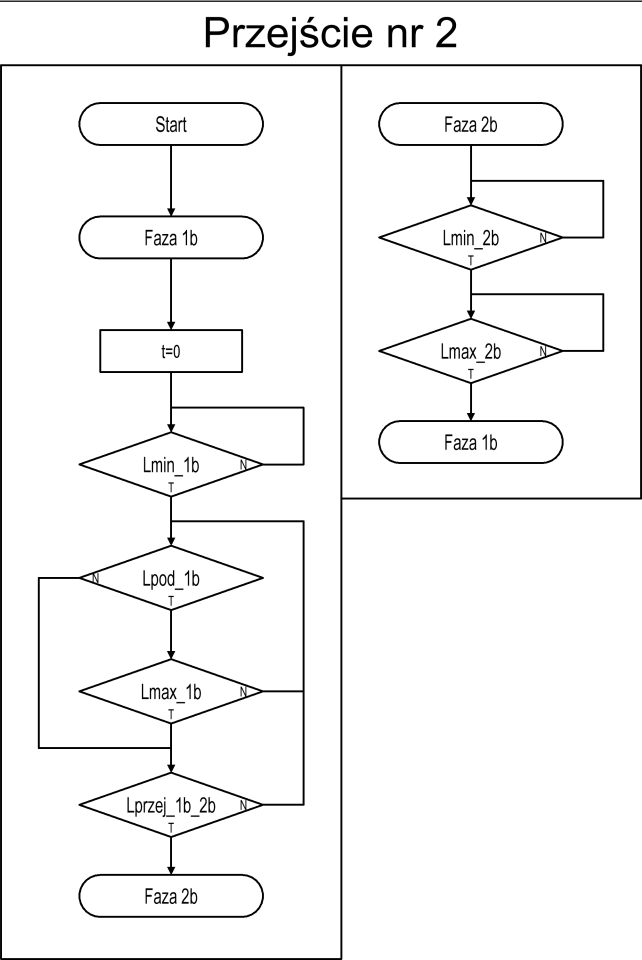 Przejście nr 2
Start
Faza 1b
t=0
Lmin_1b
N
T
Lpod_1b
N
T
Lmax_1b
N
T
Lprzej_1b_2b
N
T
Faza 2b
Faza 2b
Lmin_2b
N
T
Lmax_2b
N
T
Faza 1b